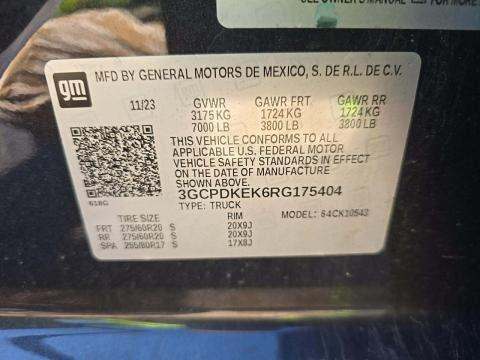 SEE OWNER'S MANUAL
gm
MFD BY GENERAL MOTORS DE MEXICO, S. DE R.L. DE C.V.
11/23 GVWR GAWR FRT GAWR RR
3175 KG 1724 KG 1724 KG
7000 LB 3800 LB 3800 LB
THIS VEHICLE CONFORMS TO ALL
APPLICABLE U.S. FEDERAL MOTOR
VEHICLE SAFETY STANDARDS IN EFFECT
ON THE DATE OF MANUFACTURE
SHOWN ABOVE.
3GCPDKEK6RG175404
TYPE: TRUCK
TIRE SIZE RIM MODEL:
FRT 275/60R20 S 20X9J
RR 275/60R20 S 20X9J
SPA 255/80R17 S 17X8J